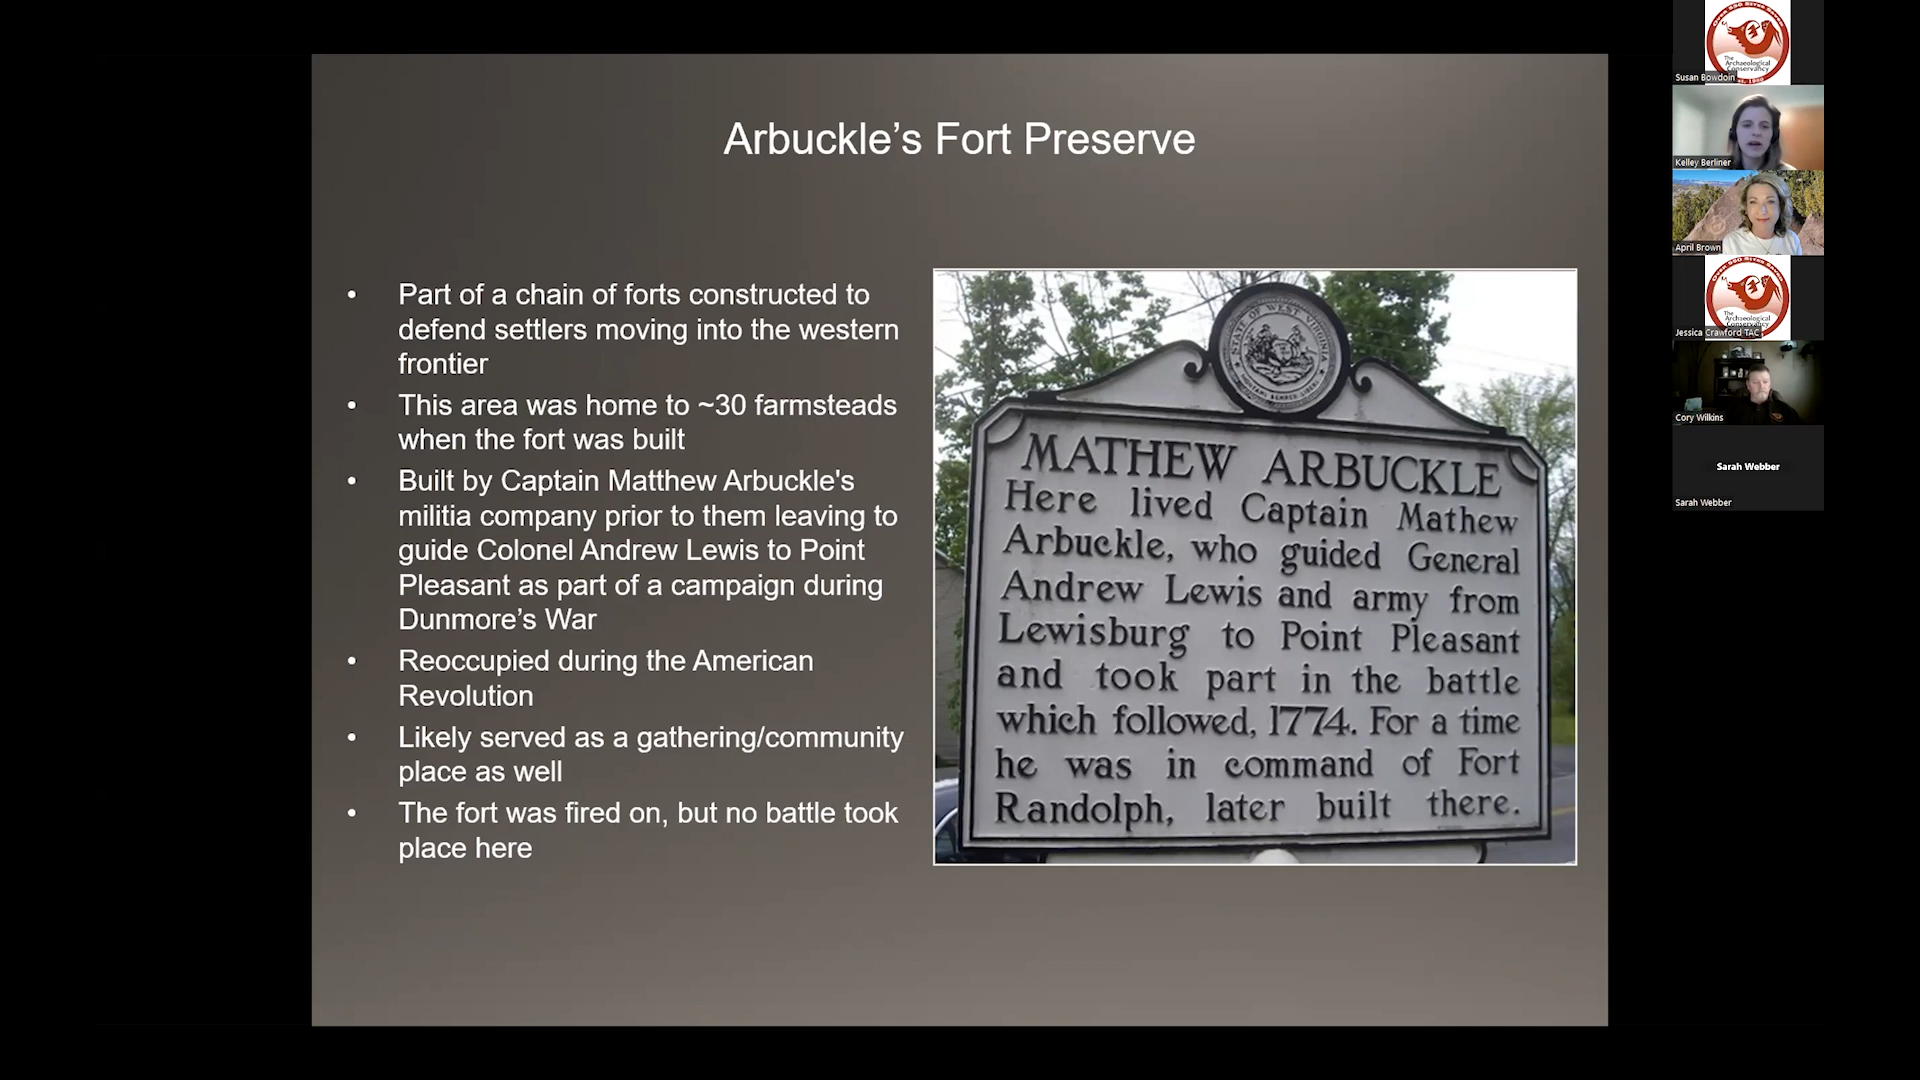 Arbuckle’s Fort Preserve
• Part of a chain of forts constructed to
defend settlers moving into the western
frontier
• This area was home to ~30 farmsteads
when the fort was built
• Built by Captain Matthew Arbuckle's
militia company prior to them leaving to
guide Colonel Andrew Lewis to Point
Pleasant as part of a campaign during
Dunmore’s War
• Reoccupied during the American
Revolution
• Likely served as a gathering/community
place as well
• The fort was fired on, but no battle took
place here
STATE OF WEST VIRGINIA
MATHEW ARBUCKLE
Here lived Captain Mathew
Arbuckle, who guided General
Andrew Lewis and army from
Lewisburg to Point Pleasant
and took part in the battle
which followed, 1774. For a time
he was in command of Fort
Randolph, later built there.
The
Archaeological
Conservancy
Susan Bowdoin
Kelley Berliner
April Brown
The
Archaeological
Conservancy
Jessica Crawford TAC
Cory Wilkins
Sarah Webber
Sarah Webber